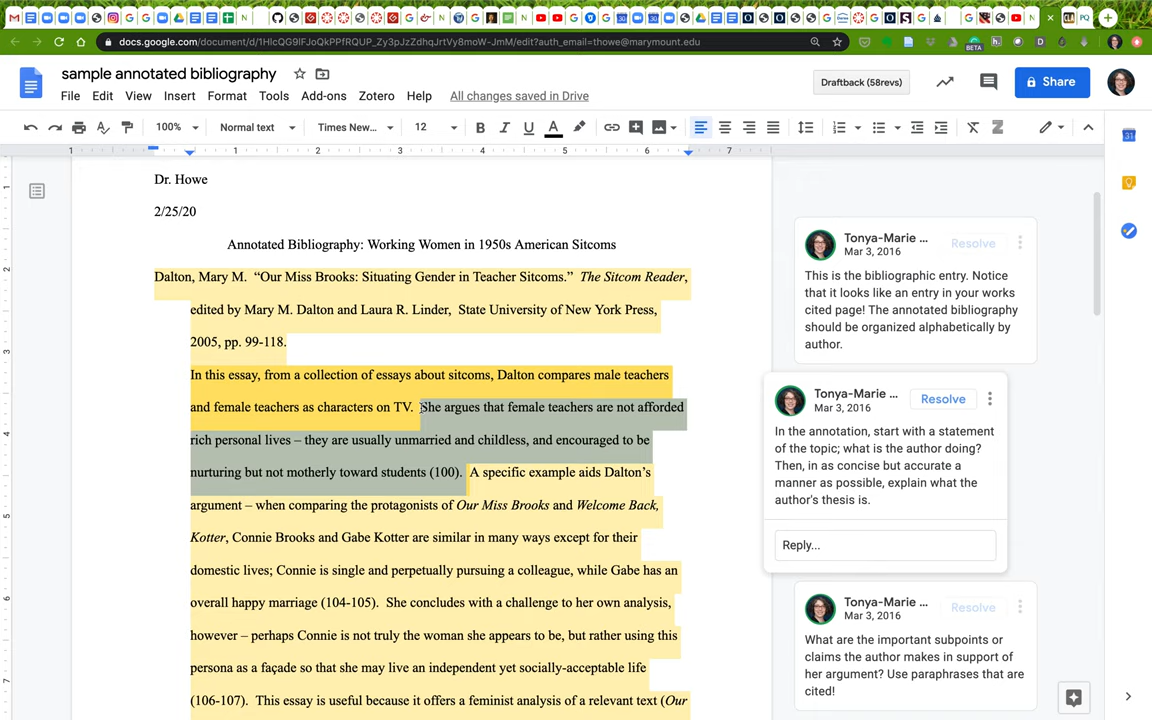 docs.google.com/document/d/1HlcQG9lFJoQkPPfRQUP_Zy3pJzZdhqJrtVy8moW-JmM/edit?auth_email=thowe@marymount.edu
BETA
sample annotated bibliography
Draftback (58revs)
Share
File Edit View Insert Format Tools Add-ons Zotero Help All changes saved in Drive
100% Normal text Times New... 12
Dr. Howe
2/25/20
Annotated Bibliography: Working Women in 1950s American Sitcoms
Dalton, Mary M.  “Our Miss Brooks: Situating Gender in Teacher Sitcoms.”  The Sitcom Reader,
edited by Mary M. Dalton and Laura R. Linder,  State University of New York Press,
2005, pp. 99-118.
In this essay, from a collection of essays about sitcoms, Dalton compares male teachers
and female teachers as characters on TV.  She argues that female teachers are not afforded
rich personal lives – they are usually unmarried and childless, and encouraged to be
nurturing but not motherly toward students (100).  A specific example aids Dalton’s
argument – when comparing the protagonists of Our Miss Brooks and Welcome Back,
Kotter, Connie Brooks and Gabe Kotter are similar in many ways except for their
domestic lives; Connie is single and perpetually pursuing a colleague, while Gabe has an
overall happy marriage (104-105).  She concludes with a challenge to her own analysis,
however – perhaps Connie is not truly the woman she appears to be, but rather using this
persona as a façade so that she may live an independent yet socially-acceptable life
(106-107).  This essay is useful because it offers a feminist analysis of a relevant text (Our
Tonya-Marie ...
Mar 3, 2016
Resolve
This is the bibliographic entry. Notice
that it looks like an entry in your works
cited page! The annotated bibliography
should be organized alphabetically by
author.
Tonya-Marie ...
Mar 3, 2016
Resolve
In the annotation, start with a statement
of the topic; what is the author doing?
Then, in as concise but accurate a
manner as possible, explain what the
author's thesis is.
Reply...
Tonya-Marie ...
Mar 3, 2016
Resolve
What are the important subpoints or
claims the author makes in support of
her argument? Use paraphrases that are
cited!